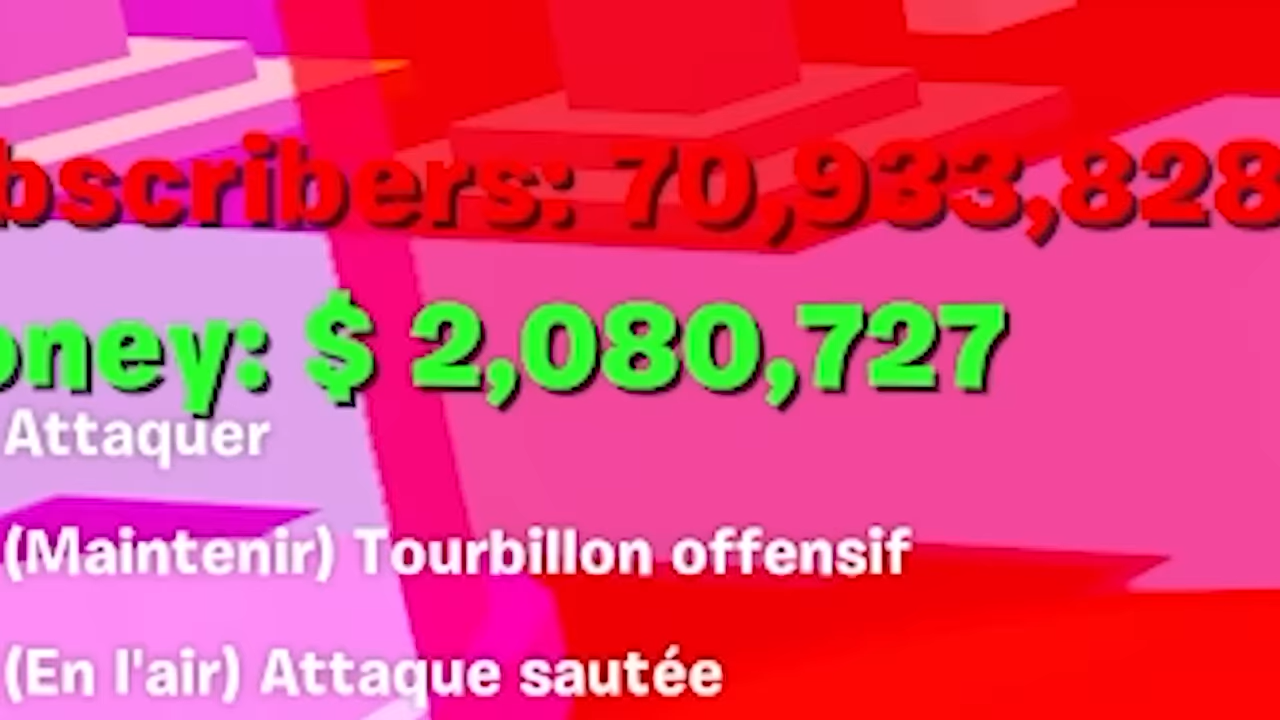 bscribers: 70,933,828
oney: $ 2,080,727
Attaquer
(Maintenir) Tourbillon offensif
(En l'air) Attaque sautée